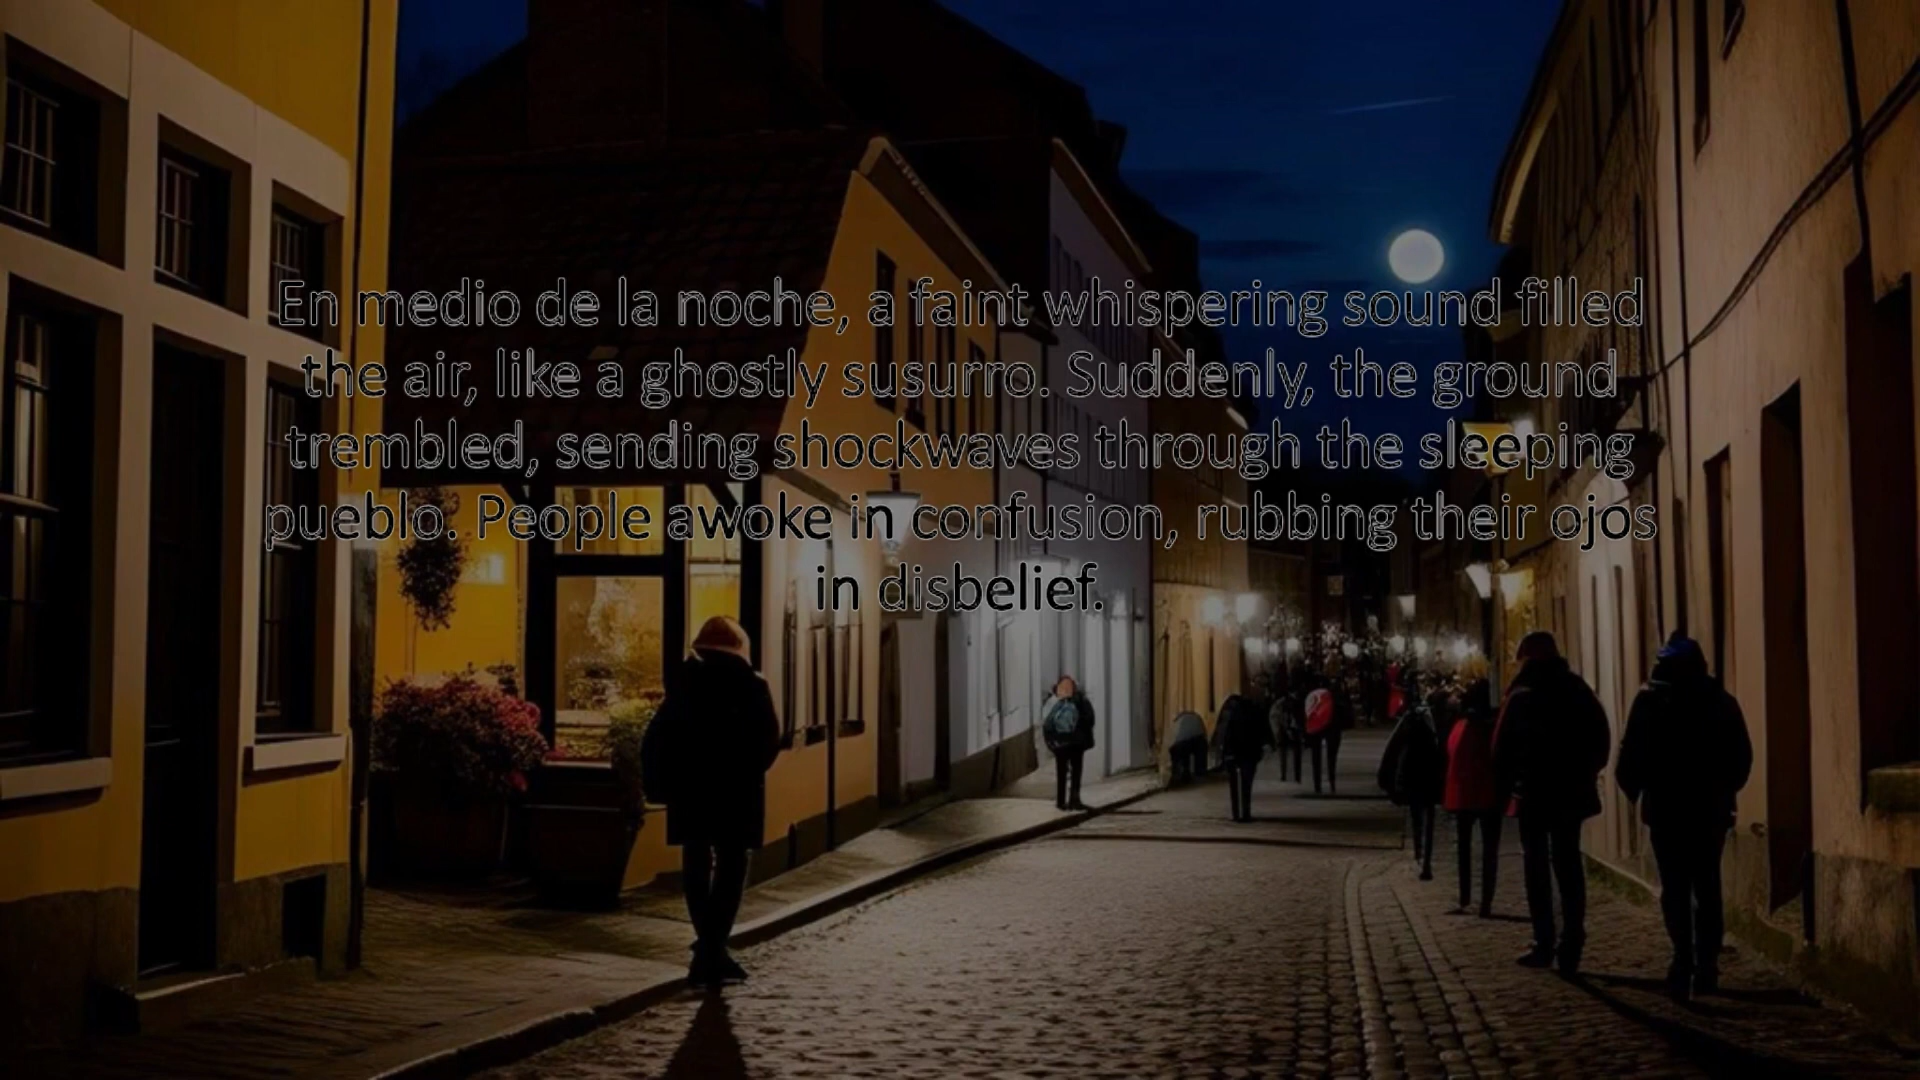 En medio de la noche, a faint whispering sound filled
the air, like a ghostly susurro. Suddenly, the ground
trembled, sending shockwaves through the sleeping
pueblo. People awoke in confusion, rubbing their ojos
in disbelief.